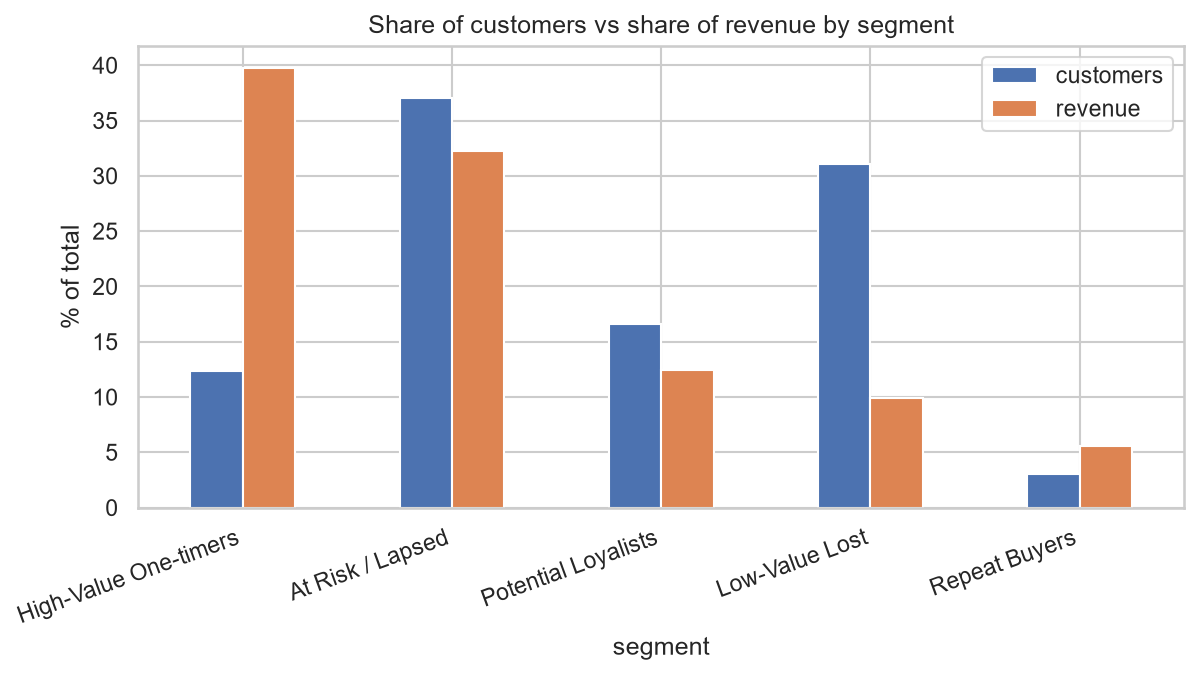 Share of customers vs share of revenue by segment
customers
revenue
% of total
40
35
30
25
20
15
10
5
0
High-Value One-timers
At Risk / Lapsed
Potential Loyalists
Low-Value Lost
Repeat Buyers
segment